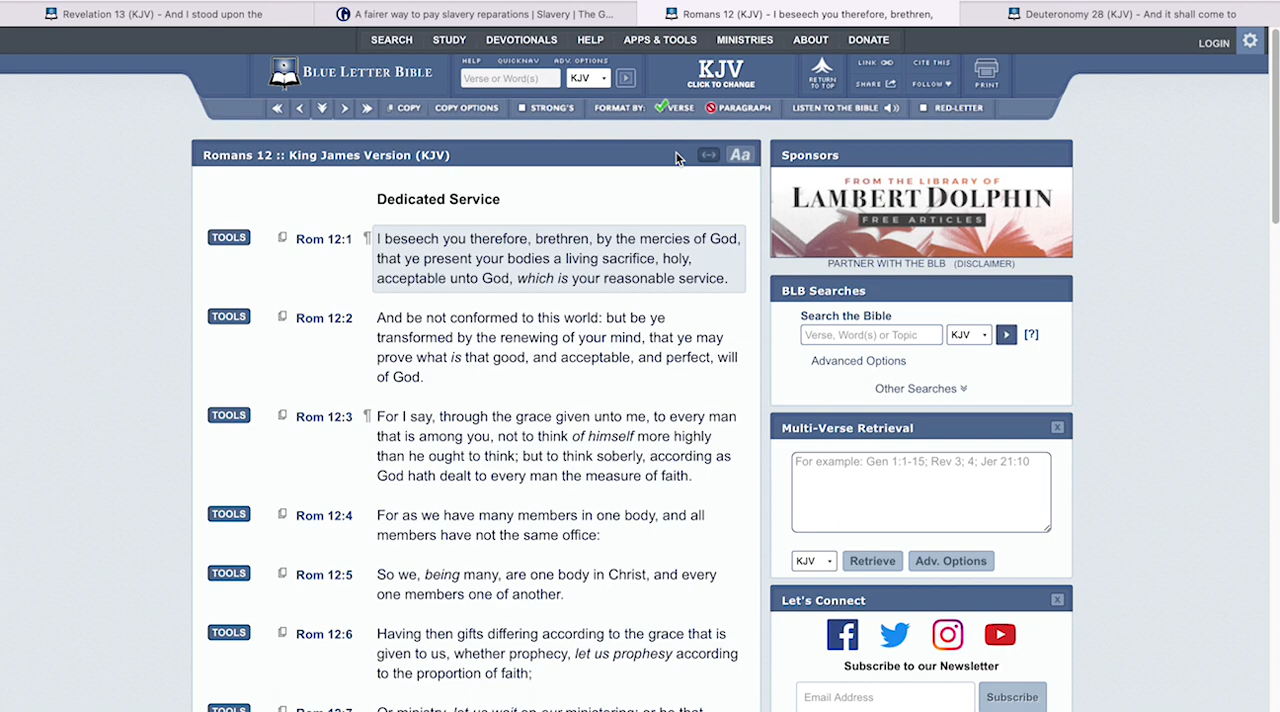 Revelation 13 (KJV) - And I stood upon the
A fairer way to pay slavery reparations | Slavery | The G...
Romans 12 (KJV) - I beseech you therefore, brethren,
Deuteronomy 28 (KJV) - And it shall come to
SEARCH STUDY DEVOTIONALS HELP APPS & TOOLS MINISTRIES ABOUT DONATE
LOGIN
BLUE LETTER BIBLE
HELP QUICKNAV ADV. OPTIONS
Verse or Word(s) KJV
KJV
CLICK TO CHANGE
RETURN
TO TOP
LINK CITE THIS
SHARE FOLLOW
PRINT
COPY COPY OPTIONS STRONG'S FORMAT BY: VERSE PARAGRAPH LISTEN TO THE BIBLE RED-LETTER
Romans 12 :: King James Version (KJV)
Aa
Dedicated Service
TOOLS Rom 12:1 ¶ I beseech you therefore, brethren, by the mercies of God,
that ye present your bodies a living sacrifice, holy,
acceptable unto God, which is your reasonable service.
TOOLS Rom 12:2 And be not conformed to this world: but be ye
transformed by the renewing of your mind, that ye may
prove what is that good, and acceptable, and perfect, will
of God.
TOOLS Rom 12:3 ¶ For I say, through the grace given unto me, to every man
that is among you, not to think of himself more highly
than he ought to think; but to think soberly, according as
God hath dealt to every man the measure of faith.
TOOLS Rom 12:4 For as we have many members in one body, and all
members have not the same office:
TOOLS Rom 12:5 So we, being many, are one body in Christ, and every
one members one of another.
TOOLS Rom 12:6 Having then gifts differing according to the grace that is
given to us, whether prophecy, let us prophesy according
to the proportion of faith;
TOOLS Rom 12:7 Or ministry, let us wait on our ministering: or he that
Sponsors
FROM THE LIBRARY OF
LAMBERT DOLPHIN
FREE ARTICLES
PARTNER WITH THE BLB (DISCLAIMER)
BLB Searches
Search the Bible
Verse, Word(s) or Topic KJV [?]
Advanced Options
Other Searches
Multi-Verse Retrieval X
For example: Gen 1:1-15; Rev 3; 4; Jer 21:10
KJV Retrieve Adv. Options
Let's Connect X
Subscribe to our Newsletter
Email Address Subscribe